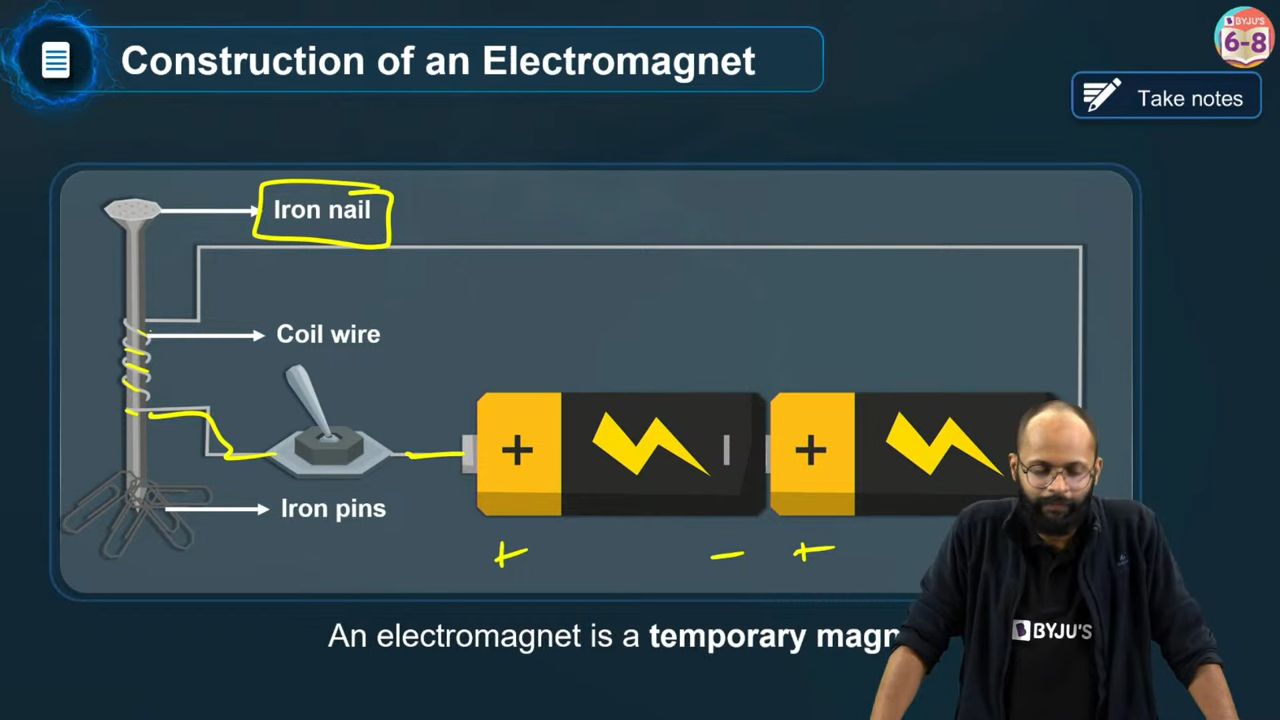 Construction of an Electromagnet
BYJU'S
6-8
Take notes
Iron nail
Coil wire
+
+
Iron pins
+ − +
BYJU'S
An electromagnet is a temporary